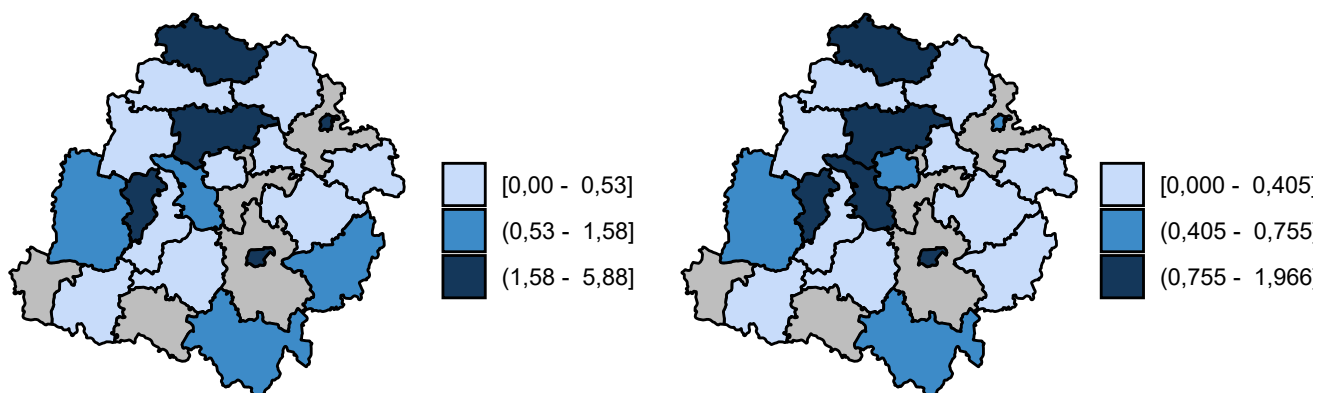 [0,00 - 0,53]
(0,53 - 1,58]
(1,58 - 5,88]
[0,000 - 0,405]
(0,405 - 0,755]
(0,755 - 1,966]